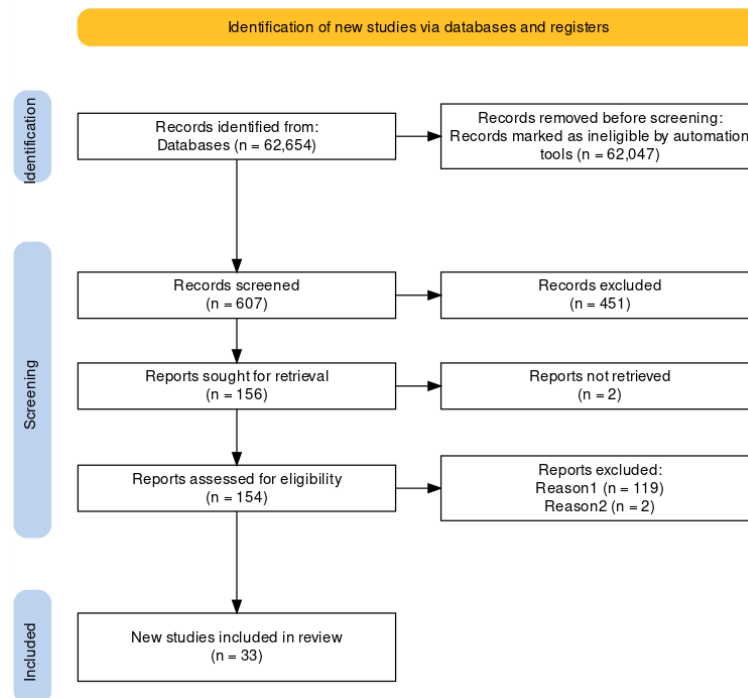 Identification of new studies via databases and registers
Identification
Records identified from:
Databases (n = 62,654)
Records removed before screening:
Records marked as ineligible by automation
tools (n = 62,047)
Screening
Records screened
(n = 607)
Records excluded
(n = 451)
Reports sought for retrieval
(n = 156)
Reports not retrieved
(n = 2)
Reports assessed for eligibility
(n = 154)
Reports excluded:
Reason1 (n = 119)
Reason2 (n = 2)
Included
New studies included in review
(n = 33)